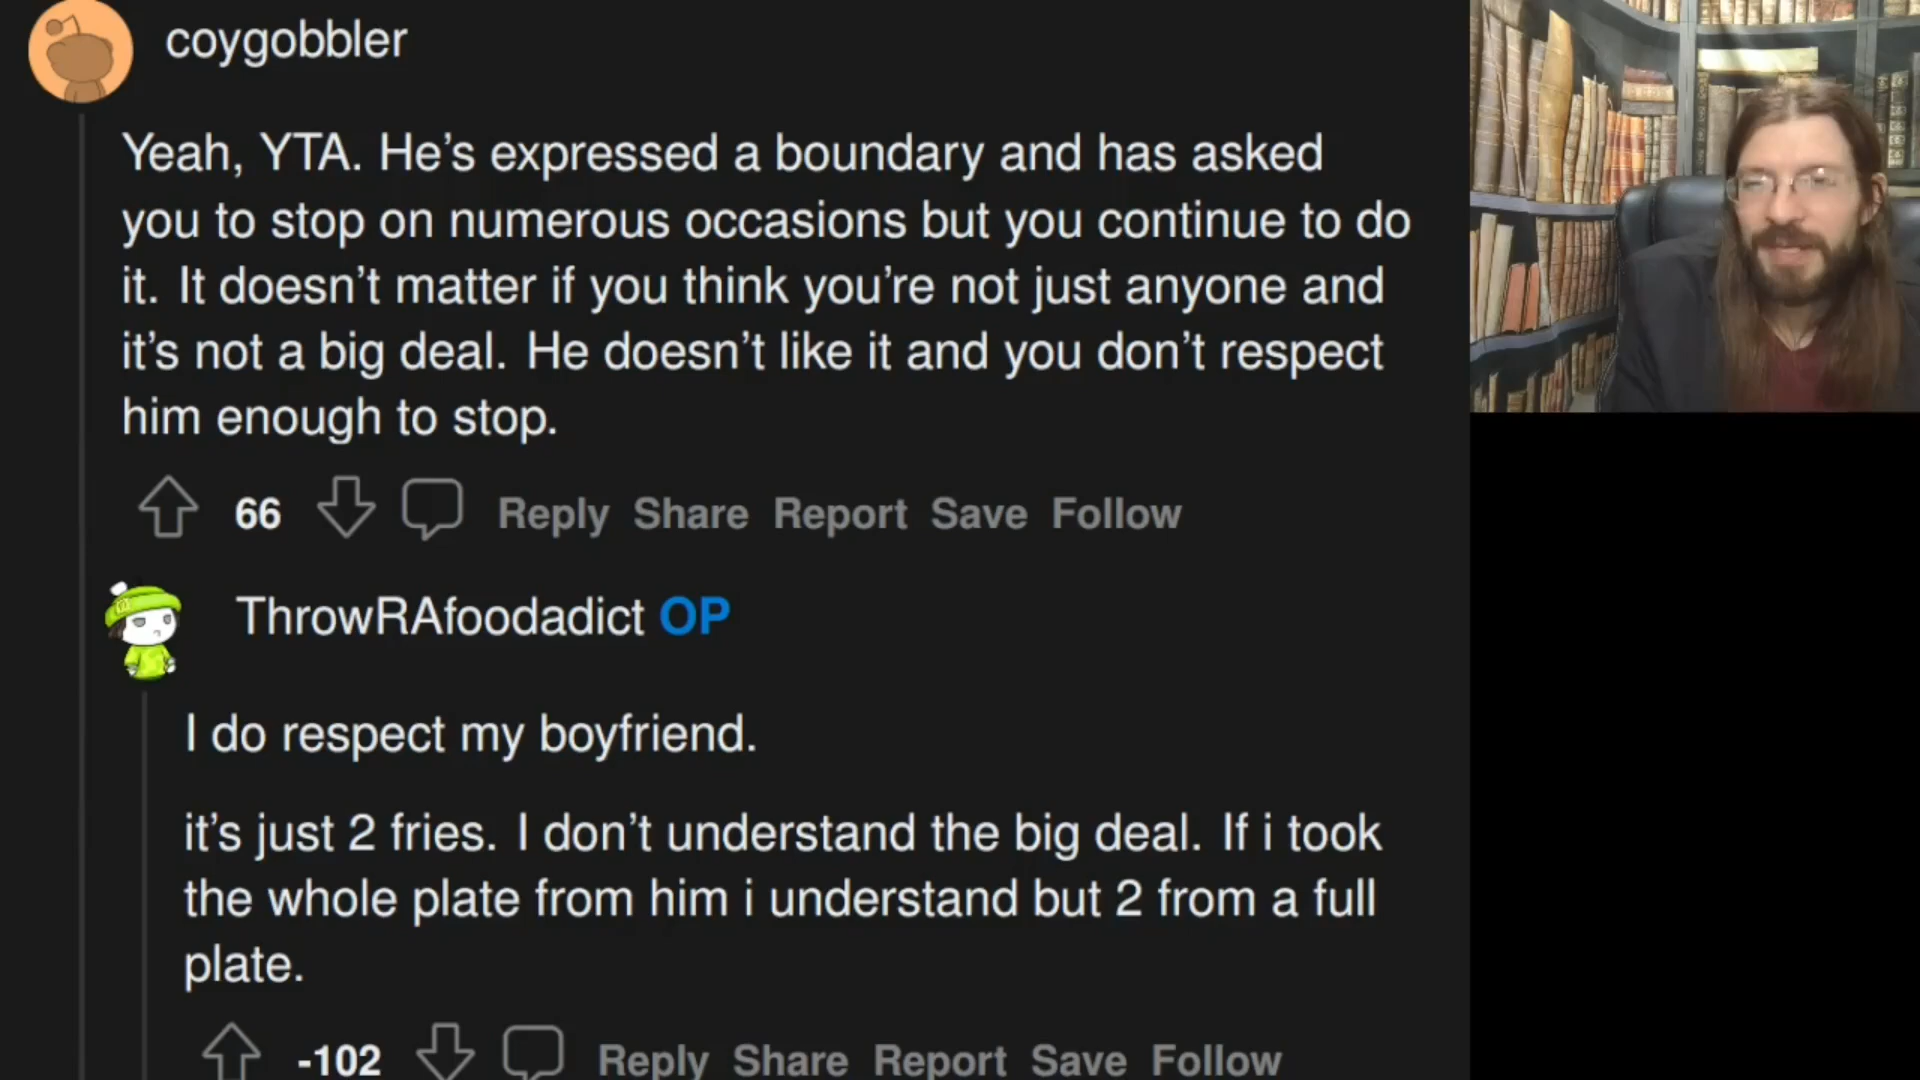 coygobbler
Yeah, YTA. He's expressed a boundary and has asked
you to stop on numerous occasions but you continue to do
it. It doesn't matter if you think you're not just anyone and
it's not a big deal. He doesn't like it and you don't respect
him enough to stop.
66 Reply Share Report Save Follow
ThrowRAfoodadict OP
I do respect my boyfriend.
it's just 2 fries. I don't understand the big deal. If i took
the whole plate from him i understand but 2 from a full
plate.
-102 Reply Share Report Save Follow